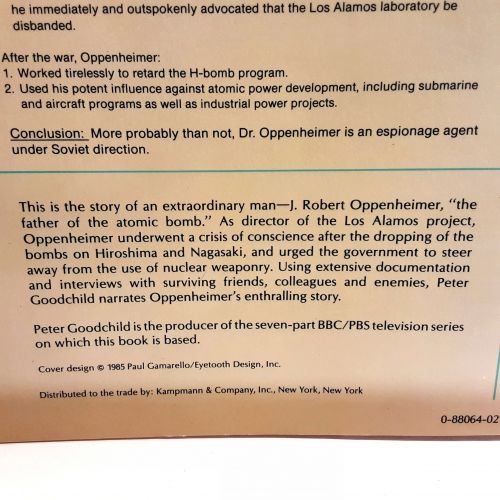 he immediately and outspokenly advocated that the Los Alamos laboratory be
disbanded.
After the war, Oppenheimer:
1. Worked tirelessly to retard the H-bomb program.
2. Used his potent influence against atomic power development, including submarine
and aircraft programs as well as industrial power projects.
Conclusion: More probably than not, Dr. Oppenheimer is an espionage agent
under Soviet direction.
This is the story of an extraordinary man—J. Robert Oppenheimer, “the
father of the atomic bomb.” As director of the Los Alamos project,
Oppenheimer underwent a crisis of conscience after the dropping of the
bombs on Hiroshima and Nagasaki, and urged the government to steer
away from the use of nuclear weaponry. Using extensive documentation
and interviews with surviving friends, colleagues and enemies, Peter
Goodchild narrates Oppenheimer’s enthralling story.
Peter Goodchild is the producer of the seven-part BBC/PBS television series
on which this book is based.
Cover design © 1985 Paul Gamarello/Eyetooth Design, Inc.
Distributed to the trade by: Kampmann & Company, Inc., New York, New York
0-88064-02